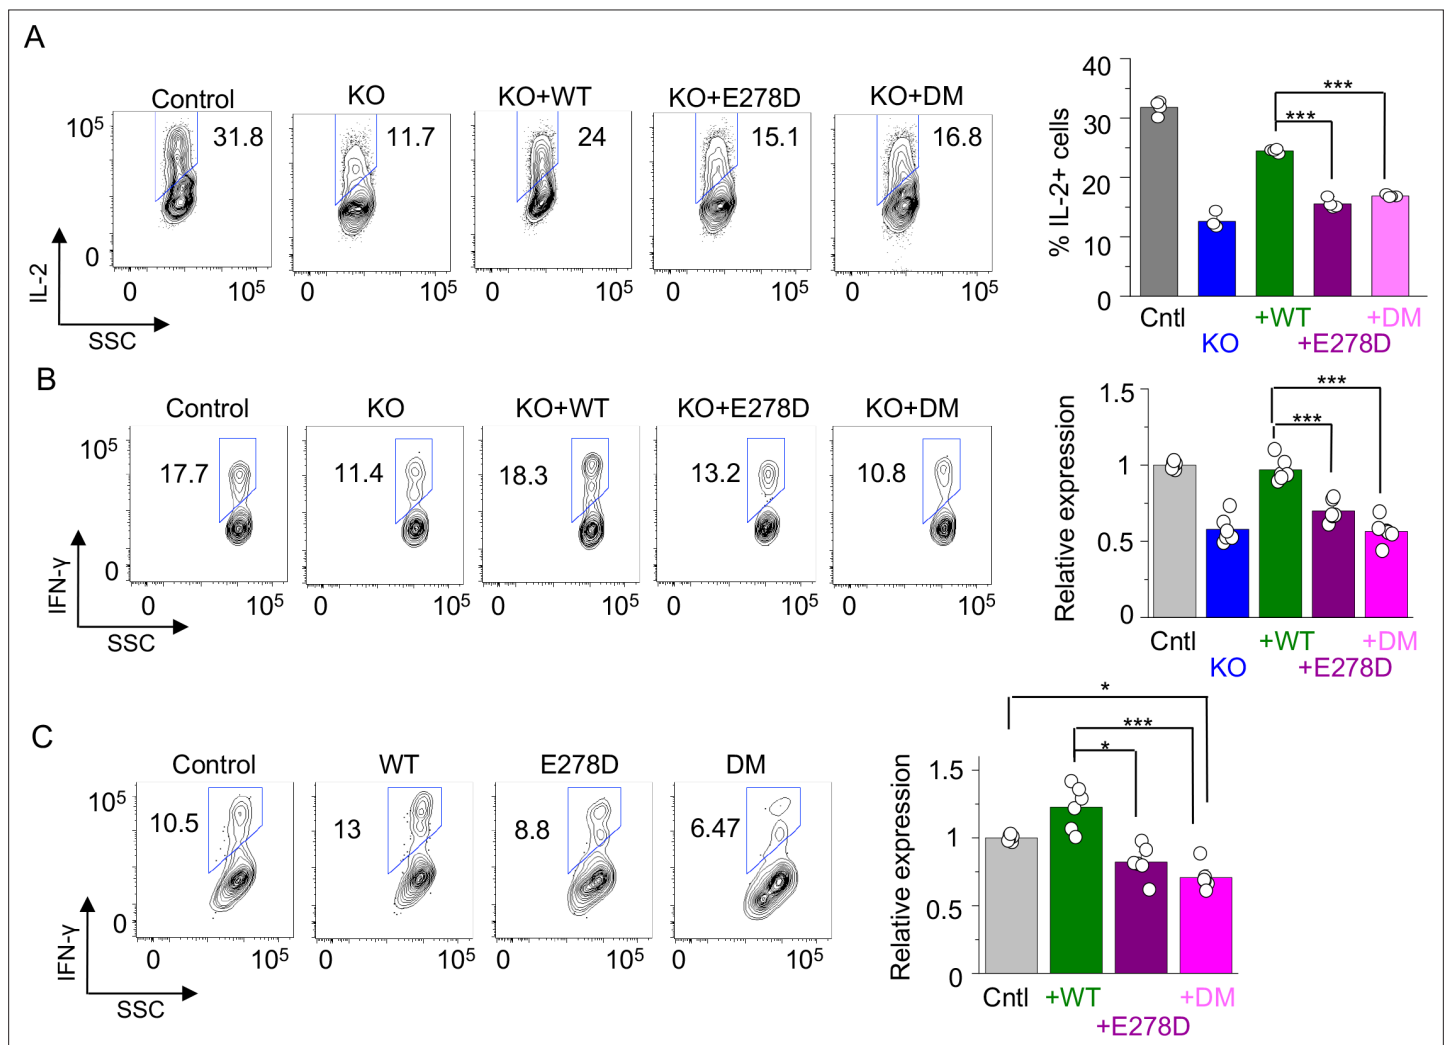 A
Control KO KO+WT KO+E278D KO+DM
10⁵ 31.8 11.7 24 15.1 16.8
0
IL-2
0 10⁵ 0 10⁵ 0 10⁵ 0 10⁵ 0 10⁵
SSC
% IL-2+ cells
40
30
20
10
0
*** ***
Cntl +WT +DM
KO +E278D
B
Control KO KO+WT KO+E278D KO+DM
10⁵ 17.7 11.4 18.3 13.2 10.8
0
IFN-γ
0 10⁵ 0 10⁵ 0 10⁵ 0 10⁵ 0 10⁵
SSC
Relative expression
1.5
1
0.5
0
*** ***
Cntl +WT +DM
KO +E278D
C
Control WT E278D DM
10⁵ 10.5 13 8.8 6.47
0
IFN-γ
0 10⁵ 0 10⁵ 0 10⁵ 0 10⁵
SSC
Relative expression
1.5
1
0.5
0
*
***
*
Cntl +WT +DM
+E278D